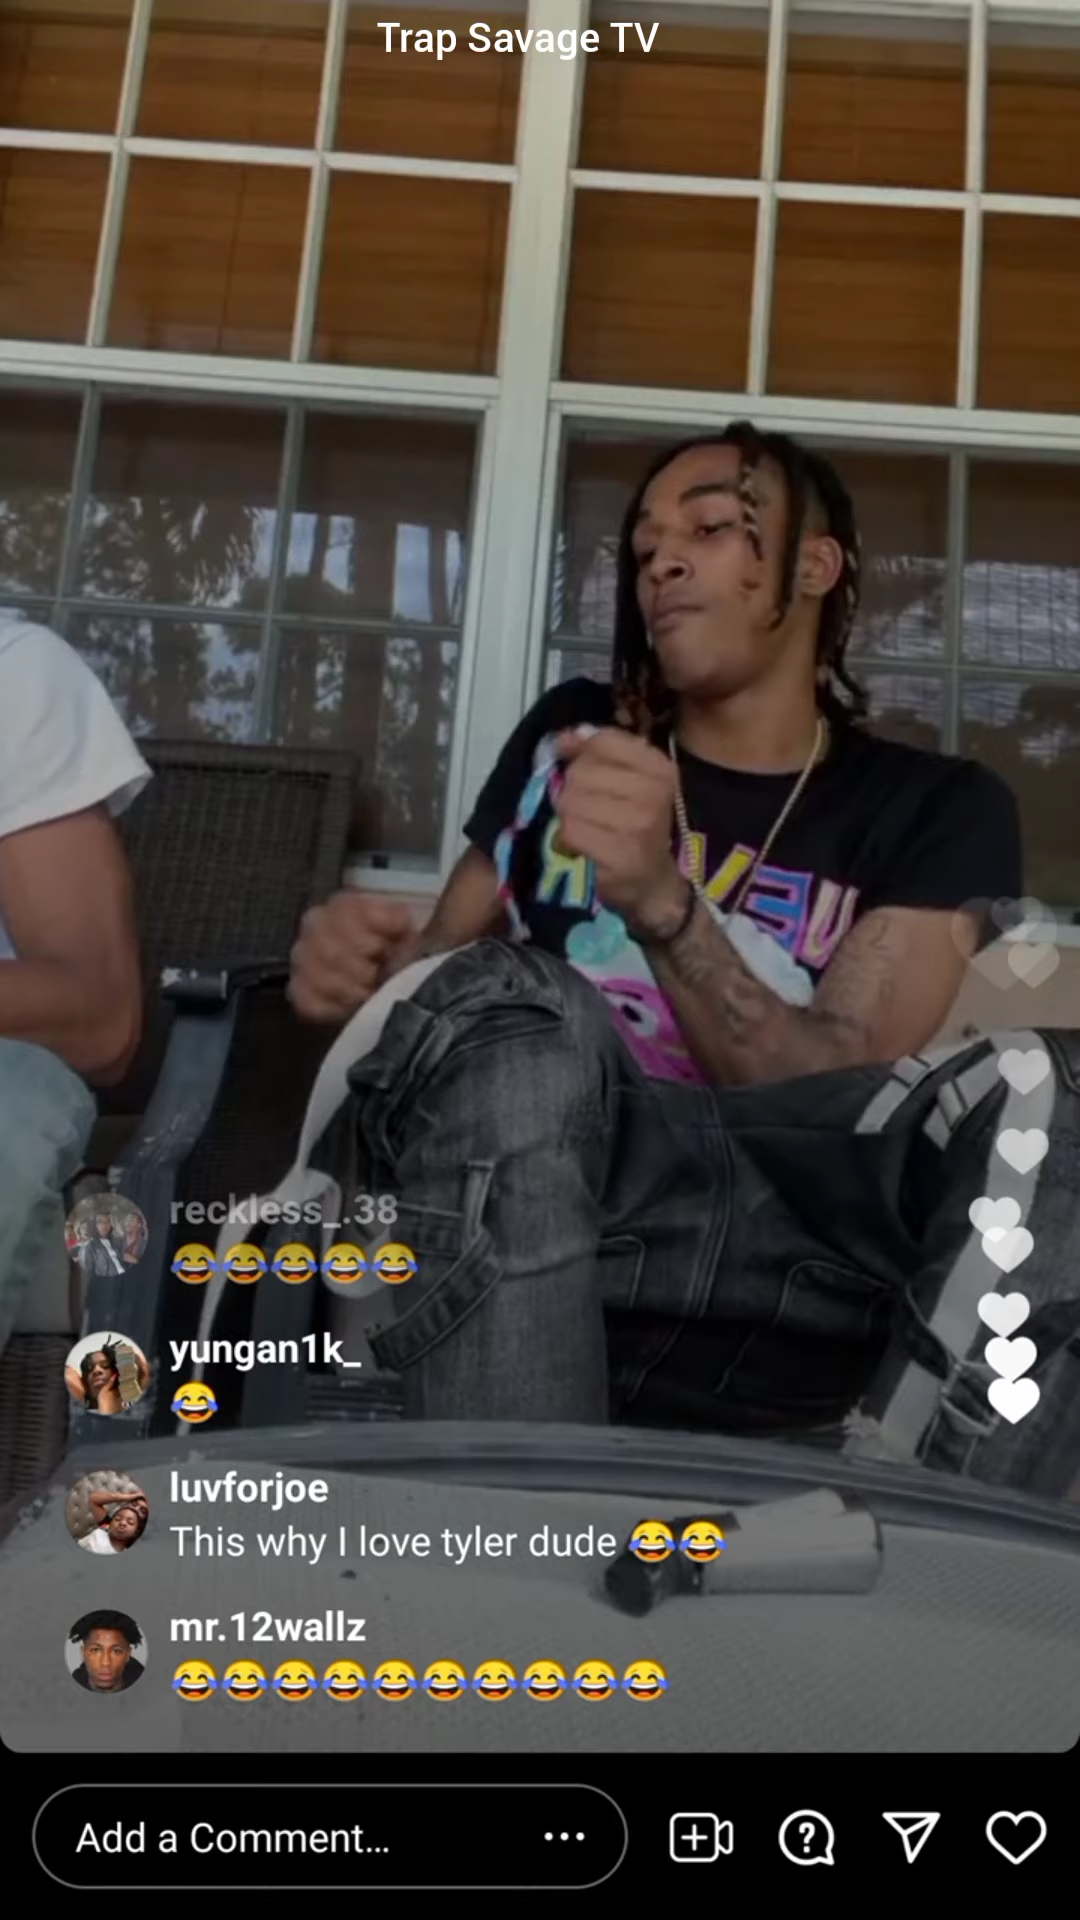 Trap Savage TV
reckless_.38
😂😂😂😂😂
yungan1k_
😂
luvforjoe
This why I love tyler dude 😂😂
mr.12wallz
😂😂😂😂😂😂😂😂😂😂
Add a Comment...